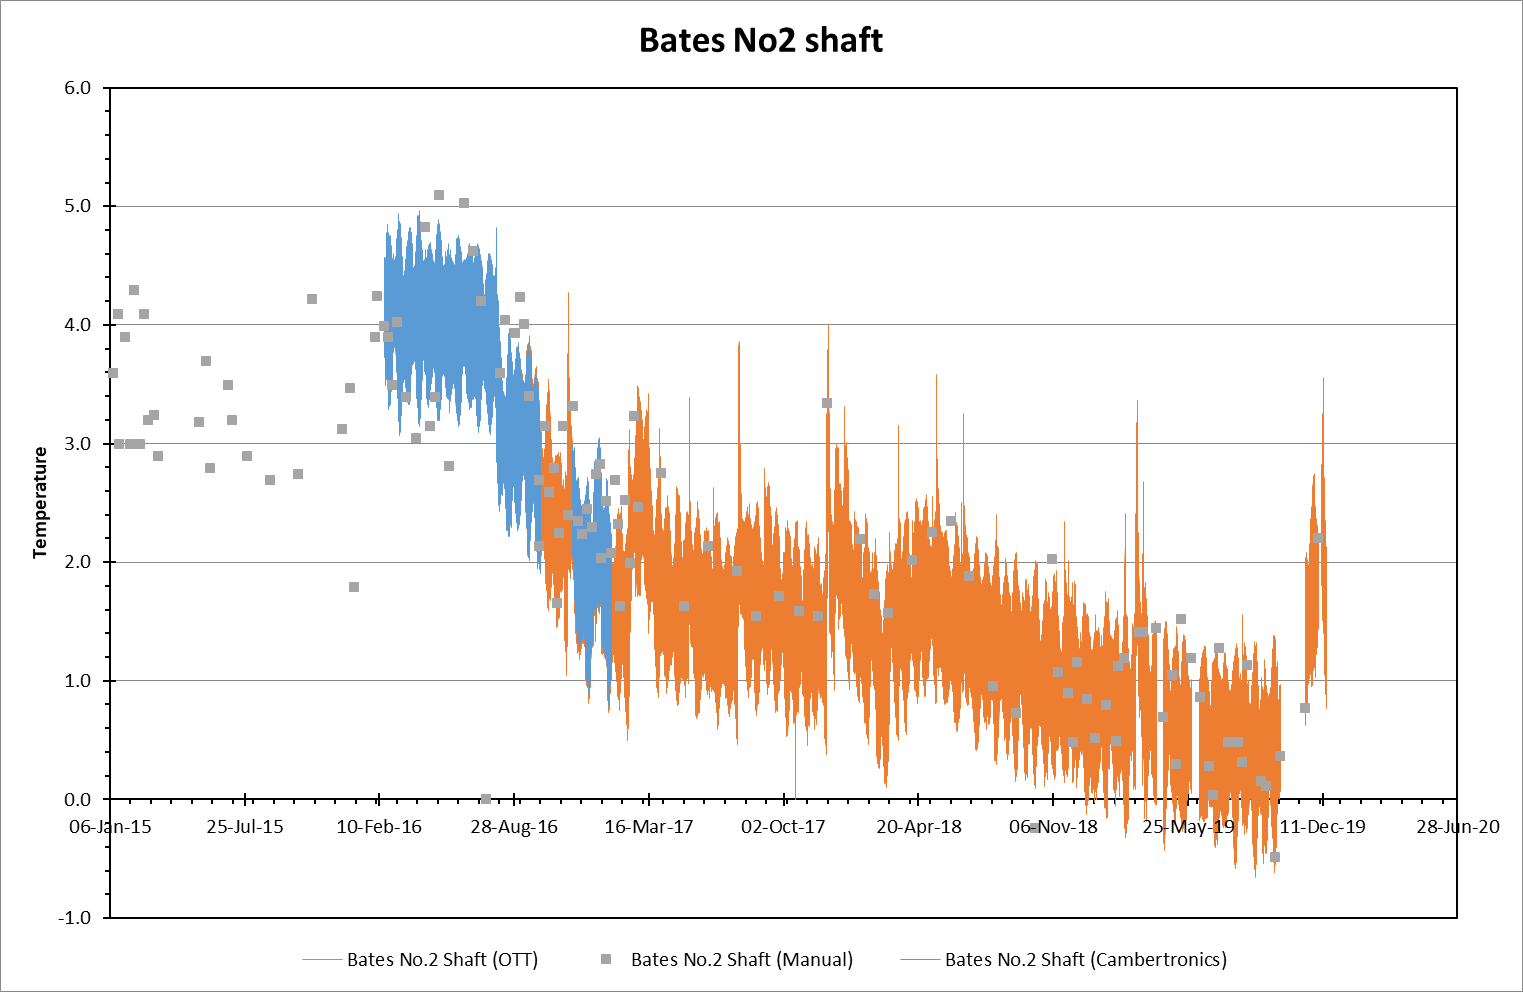 Bates No2 shaft
6.0
5.0
4.0
3.0
2.0
1.0
0.0
-1.0
Temperature
06-Jan-15 25-Jul-15 10-Feb-16 28-Aug-16 16-Mar-17 02-Oct-17 20-Apr-18 06-Nov-18 25-May-19 11-Dec-19 28-Jun-20
Bates No.2 Shaft (OTT) Bates No.2 Shaft (Manual) Bates No.2 Shaft (Cambertronics)